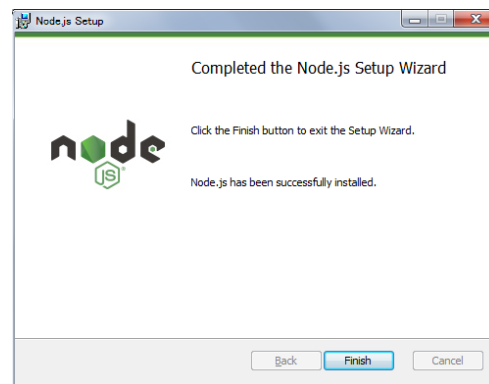 Node.js Setup
Completed the Node.js Setup Wizard
Click the Finish button to exit the Setup Wizard.
node
JS
Node.js has been successfully installed.
Back
Finish
Cancel